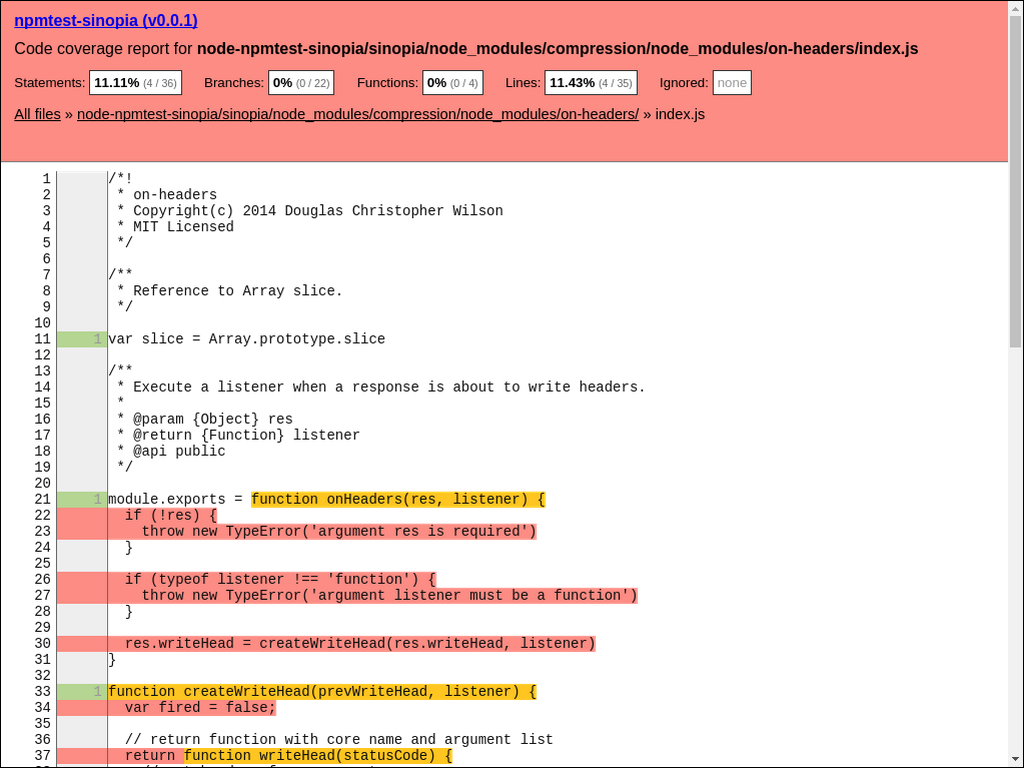 npmtest-sinopia (v0.0.1)
Code coverage report for node-npmtest-sinopia/sinopia/node_modules/compression/node_modules/on-headers/index.js
Statements: 11.11% (4 / 36) Branches: 0% (0 / 22) Functions: 0% (0 / 4) Lines: 11.43% (4 / 35) Ignored: none
All files » node-npmtest-sinopia/sinopia/node_modules/compression/node_modules/on-headers/ » index.js
1 /*!
2 * on-headers
3 * Copyright(c) 2014 Douglas Christopher Wilson
4 * MIT Licensed
5 */
6
7 /**
8 * Reference to Array slice.
9 */
10
11 1 var slice = Array.prototype.slice
12
13 /**
14 * Execute a listener when a response is about to write headers.
15 *
16 * @param {Object} res
17 * @return {Function} listener
18 * @api public
19 */
20
21 1 module.exports = function onHeaders(res, listener) {
22 if (!res) {
23 throw new TypeError('argument res is required')
24 }
25
26 if (typeof listener !== 'function') {
27 throw new TypeError('argument listener must be a function')
28 }
29
30 res.writeHead = createWriteHead(res.writeHead, listener)
31 }
32
33 1 function createWriteHead(prevWriteHead, listener) {
34 var fired = false;
35
36 // return function with core name and argument list
37 return function writeHead(statusCode) {